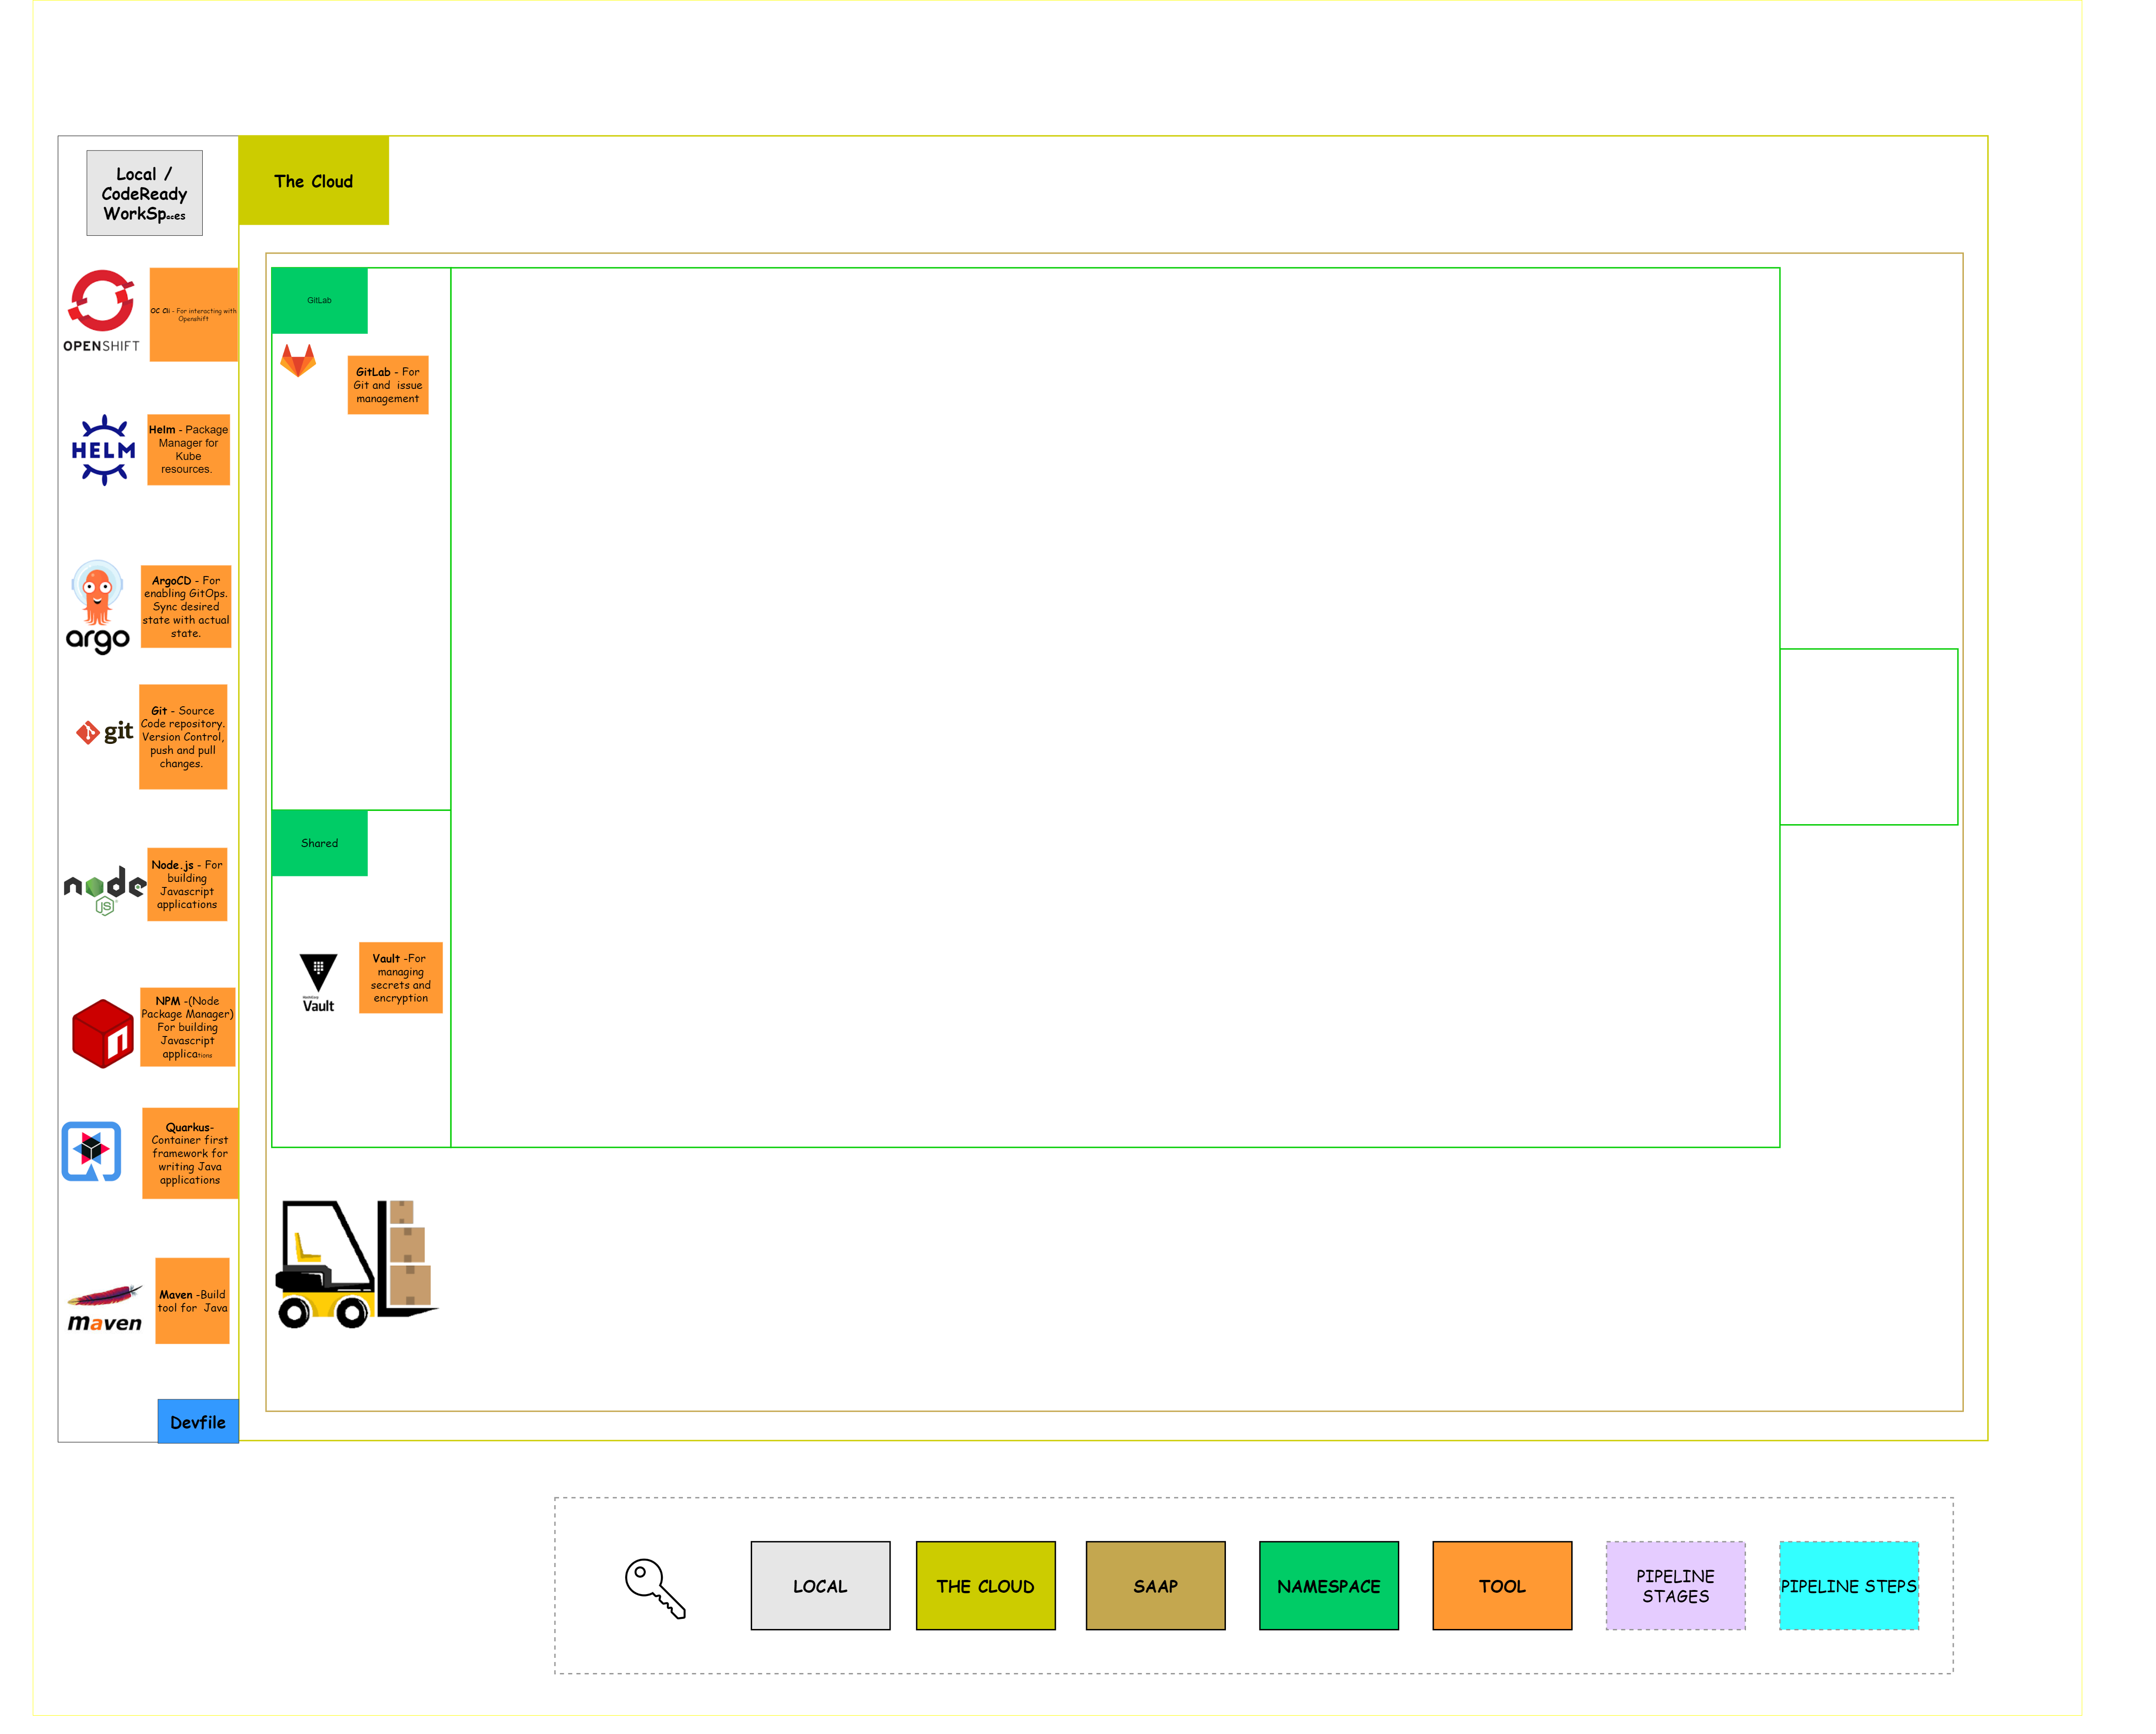 Local /
CodeReady
WorkSpaces
The Cloud
OPENSHIFT
OC Cli - For interacting with
Openshift
HELM
Helm - Package
Manager for
Kube
resources.
argo
ArgoCD - For
enabling GitOps.
Sync desired
state with actual
state.
git
Git - Source
Code repository.
Version Control,
push and pull
changes.
node
JS
Node.js - For
building
Javascript
applications
n
NPM -(Node
Package Manager)
For building
Javascript
applications
Quarkus-
Container first
framework for
writing Java
applications
maven
Maven -Build
tool for Java
Devfile
GitLab
GitLab - For
Git and issue
management
Shared
HashiCorp
Vault
Vault -For
managing
secrets and
encryption
LOCAL
THE CLOUD
SAAP
NAMESPACE
TOOL
PIPELINE
STAGES
PIPELINE STEPS